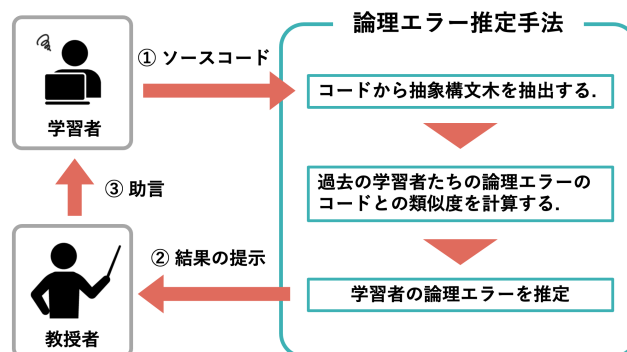 論理エラー推定手法
① ソースコード
コードから抽象構文木を抽出する.
学習者
過去の学習者たちの論理エラーの
コードとの類似度を計算する.
③ 助言
② 結果の提示
学習者の論理エラーを推定
教授者